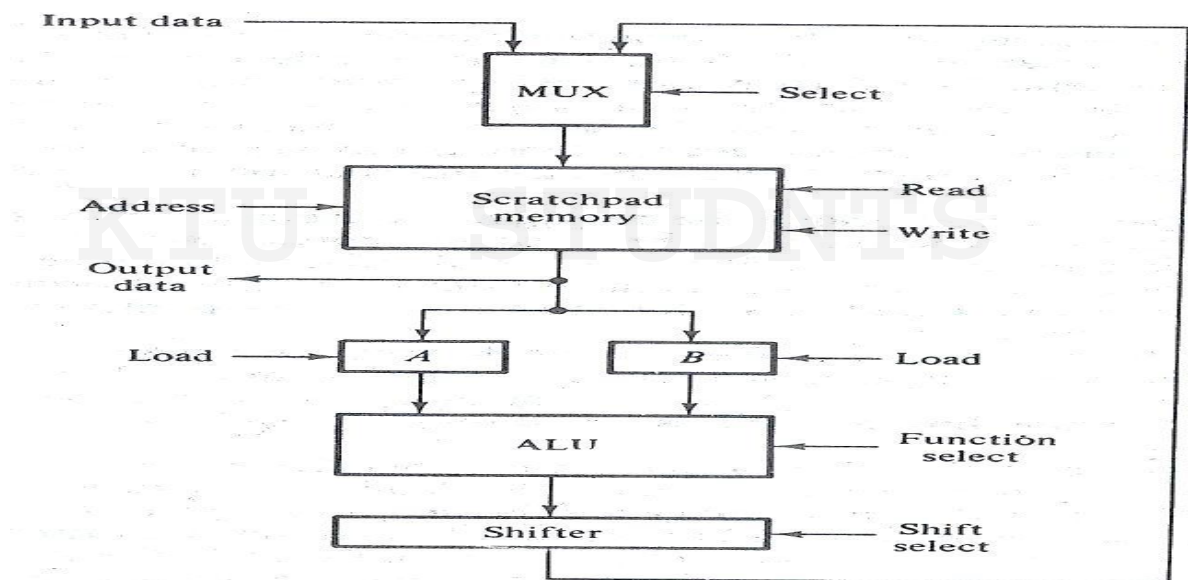 Input data
MUX
Select
Scratchpad
memory
Read
Address
Write
KTU STUDNTS
Output
data
Load
A
B
Load
ALU
Function
select
Shifter
Shift
select